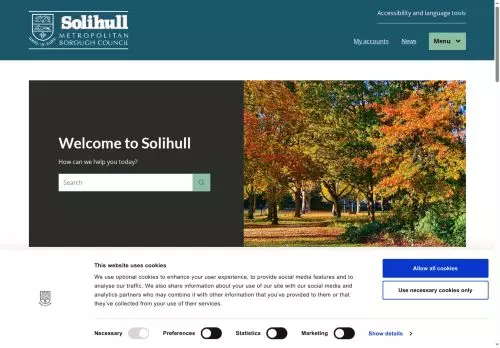 Solihull
METROPOLITAN
BOROUGH COUNCIL
Accessibility and language tools
My accounts
News
Menu
Welcome to Solihull
How can we help you today?
Search
This website uses cookies
We use optional cookies to enhance your user experience, to provide social media features and to
analyse our traffic. We also share information about your use of our site with our social media and
analytics partners who may combine it with other information that you've provided to them or that
they've collected from your use of their services.
Allow all cookies
Use necessary cookies only
Necessary
Preferences
Statistics
Marketing
Show details